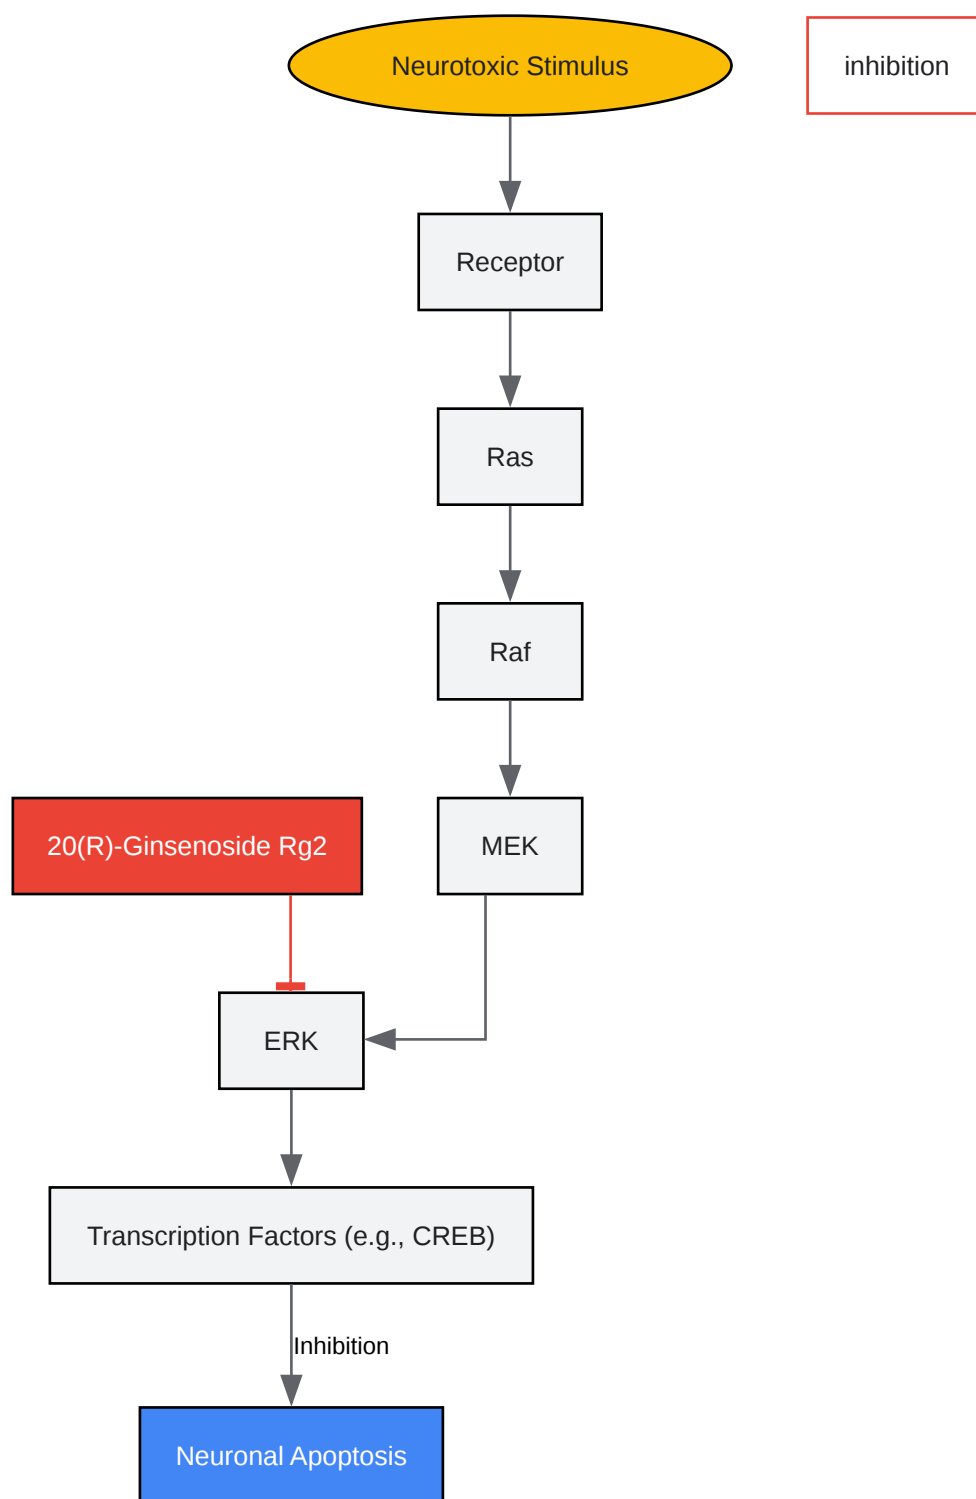 Neurotoxic Stimulus
inhibition
Receptor
Ras
Raf
20(R)-Ginsenoside Rg2
MEK
ERK
Transcription Factors (e.g., CREB)
Inhibition
Neuronal Apoptosis